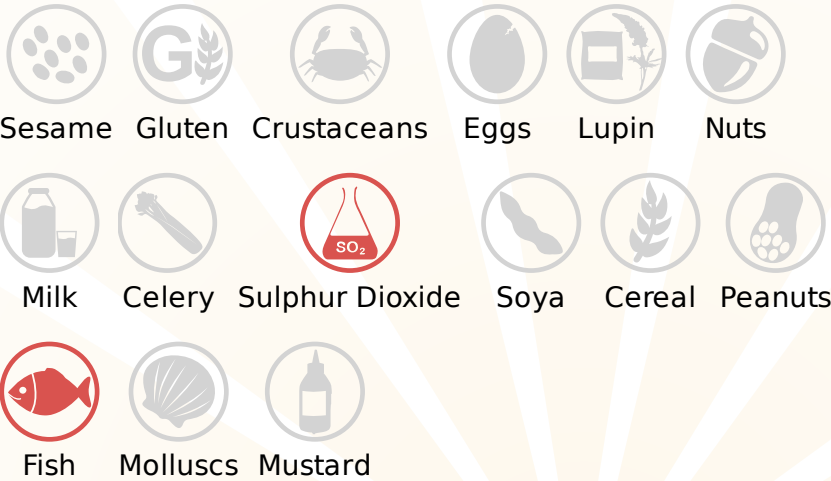 G
Sesame Gluten Crustaceans Eggs Lupin Nuts
SO₂
Milk Celery Sulphur Dioxide Soya Cereal Peanuts
Fish Molluscs Mustard